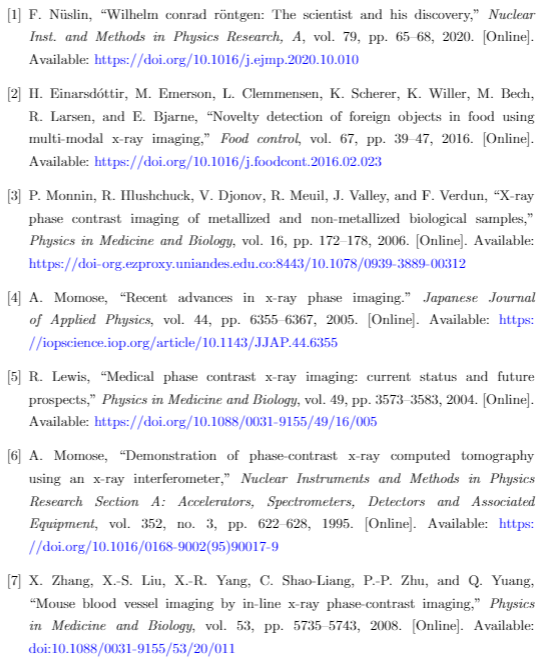 [1] F. Nüslin, “Wilhelm conrad röntgen: The scientist and his discovery,” Nuclear
Inst. and Methods in Physics Research, A, vol. 79, pp. 65–68, 2020. [Online].
Available: https://doi.org/10.1016/j.ejmp.2020.10.010
[2] H. Einarsdóttir, M. Emerson, L. Clemmensen, K. Scherer, K. Willer, M. Bech,
R. Larsen, and E. Bjarne, “Novelty detection of foreign objects in food using
multi-modal x-ray imaging,” Food control, vol. 67, pp. 39–47, 2016. [Online].
Available: https://doi.org/10.1016/j.foodcont.2016.02.023
[3] P. Monnin, R. Hlushchuck, V. Djonov, R. Meuil, J. Valley, and F. Verdun, “X-ray
phase contrast imaging of metallized and non-metallized biological samples,”
Physics in Medicine and Biology, vol. 16, pp. 172–178, 2006. [Online]. Available:
https://doi-org.ezproxy.uniandes.edu.co:8443/10.1078/0939-3889-00312
[4] A. Momose, “Recent advances in x-ray phase imaging.” Japanese Journal
of Applied Physics, vol. 44, pp. 6355–6367, 2005. [Online]. Available: https:
//iopscience.iop.org/article/10.1143/JJAP.44.6355
[5] R. Lewis, “Medical phase contrast x-ray imaging: current status and future
prospects,” Physics in Medicine and Biology, vol. 49, pp. 3573–3583, 2004. [Online].
Available: https://doi.org/10.1088/0031-9155/49/16/005
[6] A. Momose, “Demonstration of phase-contrast x-ray computed tomography
using an x-ray interferometer,” Nuclear Instruments and Methods in Physics
Research Section A: Accelerators, Spectrometers, Detectors and Associated
Equipment, vol. 352, no. 3, pp. 622–628, 1995. [Online]. Available: https:
//doi.org/10.1016/0168-9002(95)90017-9
[7] X. Zhang, X.-S. Liu, X.-R. Yang, C. Shao-Liang, P.-P. Zhu, and Q. Yuang,
“Mouse blood vessel imaging by in-line x-ray phase-contrast imaging,” Physics
in Medicine and Biology, vol. 53, pp. 5735–5743, 2008. [Online]. Available:
doi:10.1088/0031-9155/53/20/011